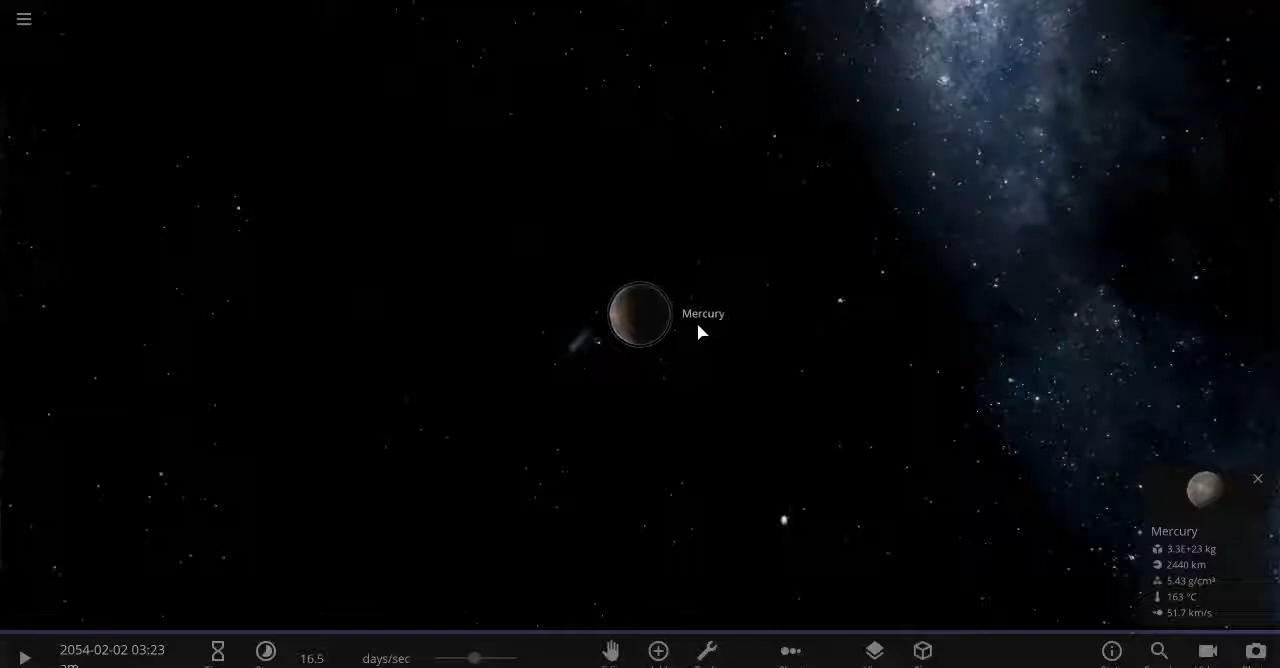 Mercury
Mercury
3.3E+23 kg
2440 km
5.43 g/cm³
163 °C
51.7 km/s
2054-02-02 03:23
am
16.5
days/sec